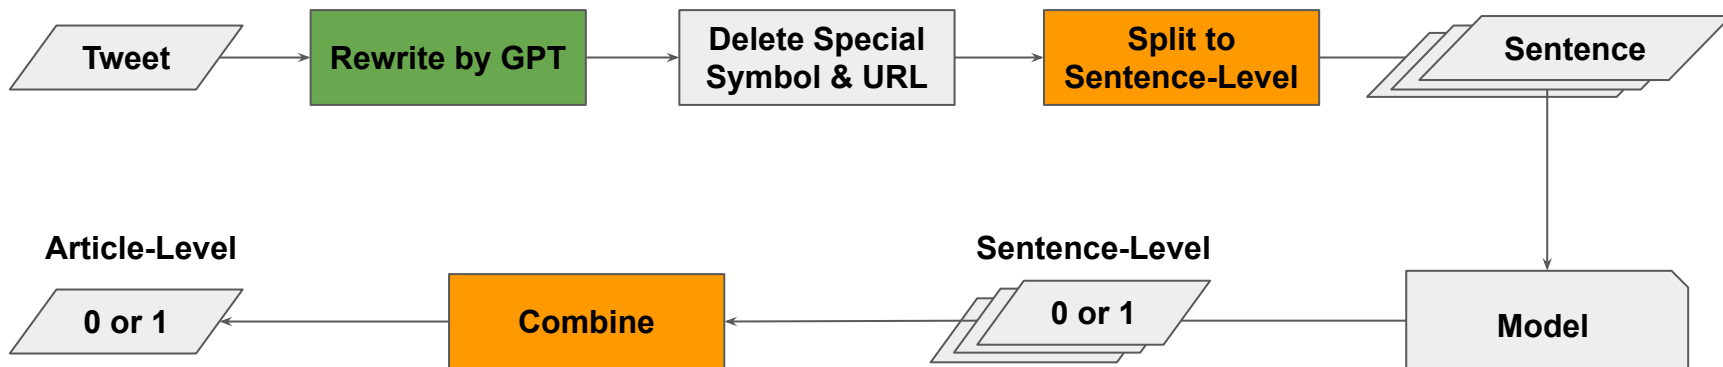 Tweet
Rewrite by GPT
Delete Special
Symbol & URL
Split to
Sentence-Level
Sentence
Article-Level
0 or 1
Combine
Sentence-Level
0 or 1
Model